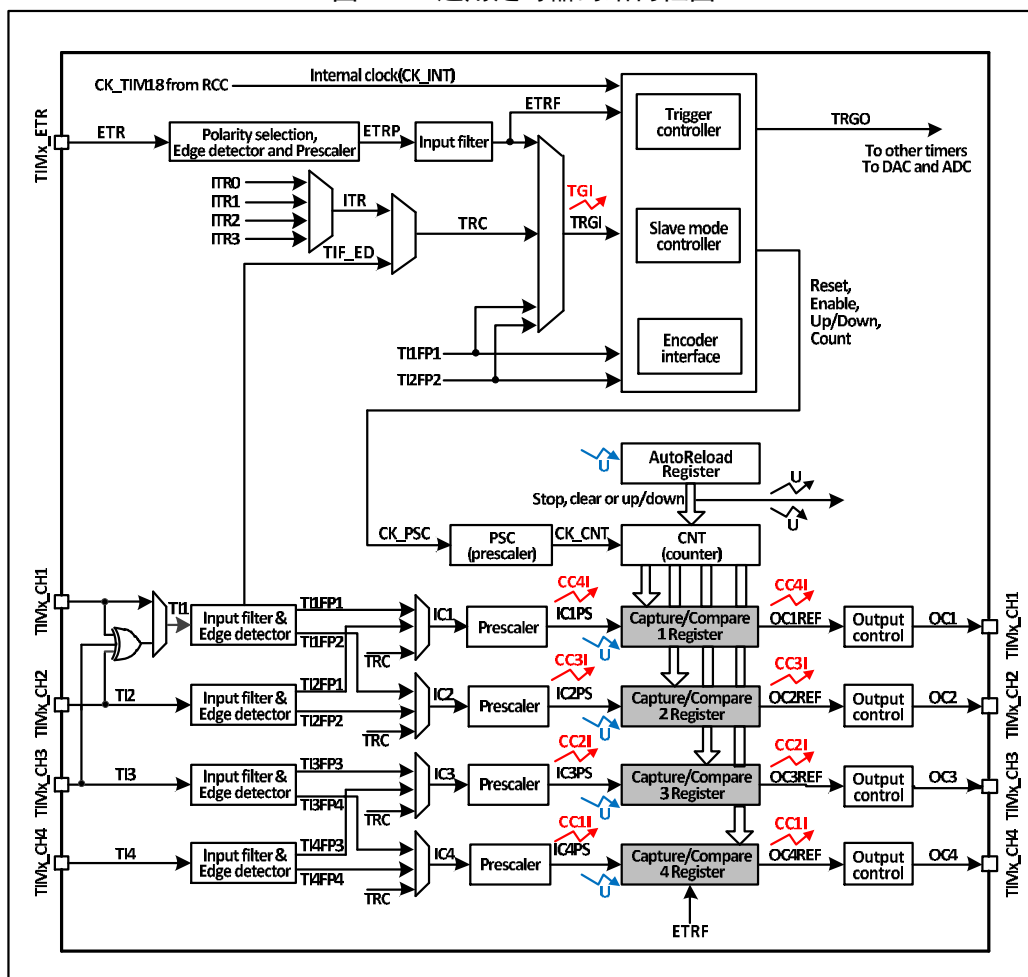 CK_TIM18 from RCC
Internal clock(CK_INT)
ETRF
Trigger
controller
TRGO
To other timers
To DAC and ADC
TIMx_ETR
ETR
Polarity selection,
Edge detector and Prescaler
ETRP
Input filter
ITR0
ITR1
ITR2
ITR3
ITR
TIF_ED
TRC
TGI
TRGI
Slave mode
controller
Reset,
Enable,
Up/Down,
Count
Encoder
interface
TI1FP1
TI2FP2
U
AutoReload
Register
Stop, clear or up/down
U
U
CK_PSC
PSC
(prescaler)
CK_CNT
CNT
(counter)
TIMx_CH1
TI1
Input filter &
Edge detector
TI1FP1
TI1FP2
TRC
IC1
Prescaler
CC4I
IC1PS
U
Capture/Compare
1 Register
CC4I
OC1REF
Output
control
OC1
TIMx_CH1
TIMx_CH2
TI2
Input filter &
Edge detector
TI2FP1
TI2FP2
TRC
IC2
Prescaler
CC3I
IC2PS
U
Capture/Compare
2 Register
CC3I
OC2REF
Output
control
OC2
TIMx_CH2
TIMx_CH3
TI3
Input filter &
Edge detector
TI3FP3
TI3FP4
TRC
IC3
Prescaler
CC2I
IC3PS
U
Capture/Compare
3 Register
CC2I
OC3REF
Output
control
OC3
TIMx_CH3
TIMx_CH4
TI4
Input filter &
Edge detector
TI4FP3
TI4FP4
TRC
IC4
Prescaler
CC1I
IC4PS
U
Capture/Compare
4 Register
CC1I
OC4REF
Output
control
OC4
TIMx_CH4
ETRF